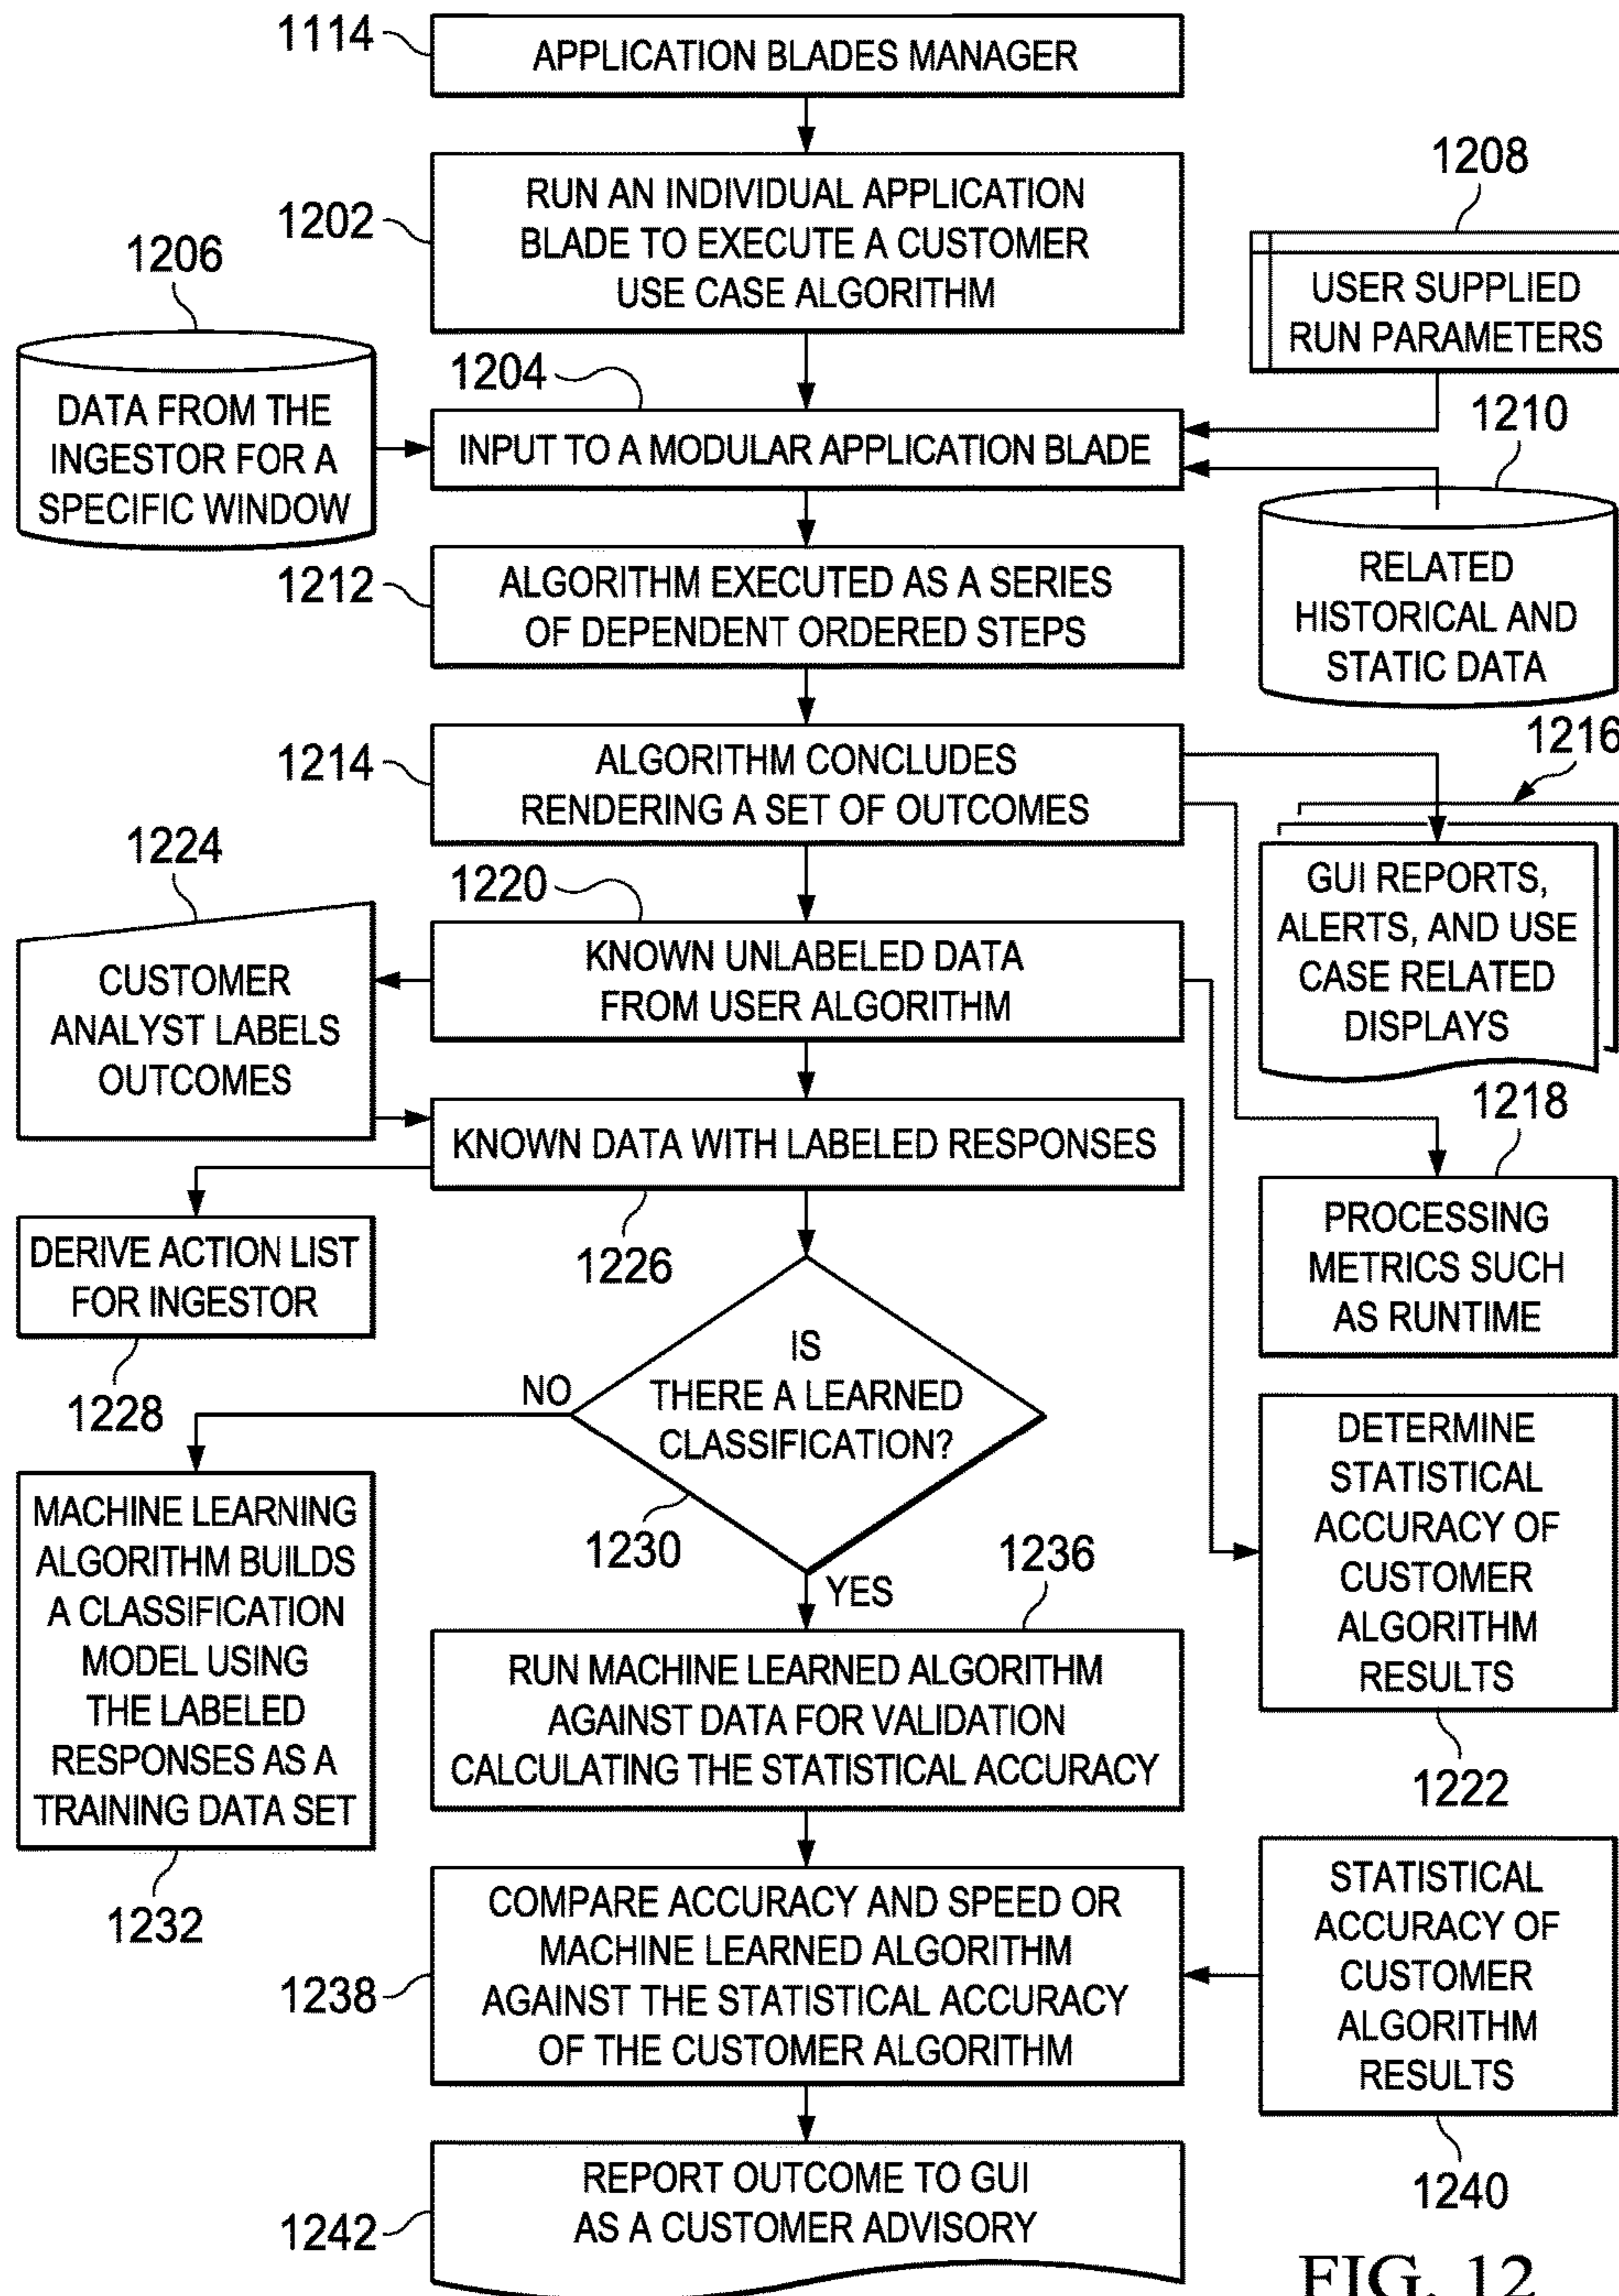 1114
APPLICATION BLADES MANAGER
1202
RUN AN INDIVIDUAL APPLICATION
BLADE TO EXECUTE A CUSTOMER
USE CASE ALGORITHM
1208
USER SUPPLIED
RUN PARAMETERS
1206
DATA FROM THE
INGESTOR FOR A
SPECIFIC WINDOW
1204
INPUT TO A MODULAR APPLICATION BLADE
1210
RELATED
HISTORICAL AND
STATIC DATA
1212
ALGORITHM EXECUTED AS A SERIES
OF DEPENDENT ORDERED STEPS
1214
ALGORITHM CONCLUDES
RENDERING A SET OF OUTCOMES
1216
GUI REPORTS,
ALERTS, AND USE
CASE RELATED
DISPLAYS
1224
CUSTOMER
ANALYST LABELS
OUTCOMES
1220
KNOWN UNLABELED DATA
FROM USER ALGORITHM
1218
PROCESSING
METRICS SUCH
AS RUNTIME
KNOWN DATA WITH LABELED RESPONSES
1226
DERIVE ACTION LIST
FOR INGESTOR
1228
IS
THERE A LEARNED
CLASSIFICATION?
1230
NO
YES
DETERMINE
STATISTICAL
ACCURACY OF
CUSTOMER
ALGORITHM
RESULTS
1222
MACHINE LEARNING
ALGORITHM BUILDS
A CLASSIFICATION
MODEL USING
THE LABELED
RESPONSES AS A
TRAINING DATA SET
1232
1236
RUN MACHINE LEARNED ALGORITHM
AGAINST DATA FOR VALIDATION
CALCULATING THE STATISTICAL ACCURACY
1238
COMPARE ACCURACY AND SPEED OR
MACHINE LEARNED ALGORITHM
AGAINST THE STATISTICAL ACCURACY
OF THE CUSTOMER ALGORITHM
STATISTICAL
ACCURACY OF
CUSTOMER
ALGORITHM
RESULTS
1240
1242
REPORT OUTCOME TO GUI
AS A CUSTOMER ADVISORY
FIG. 12